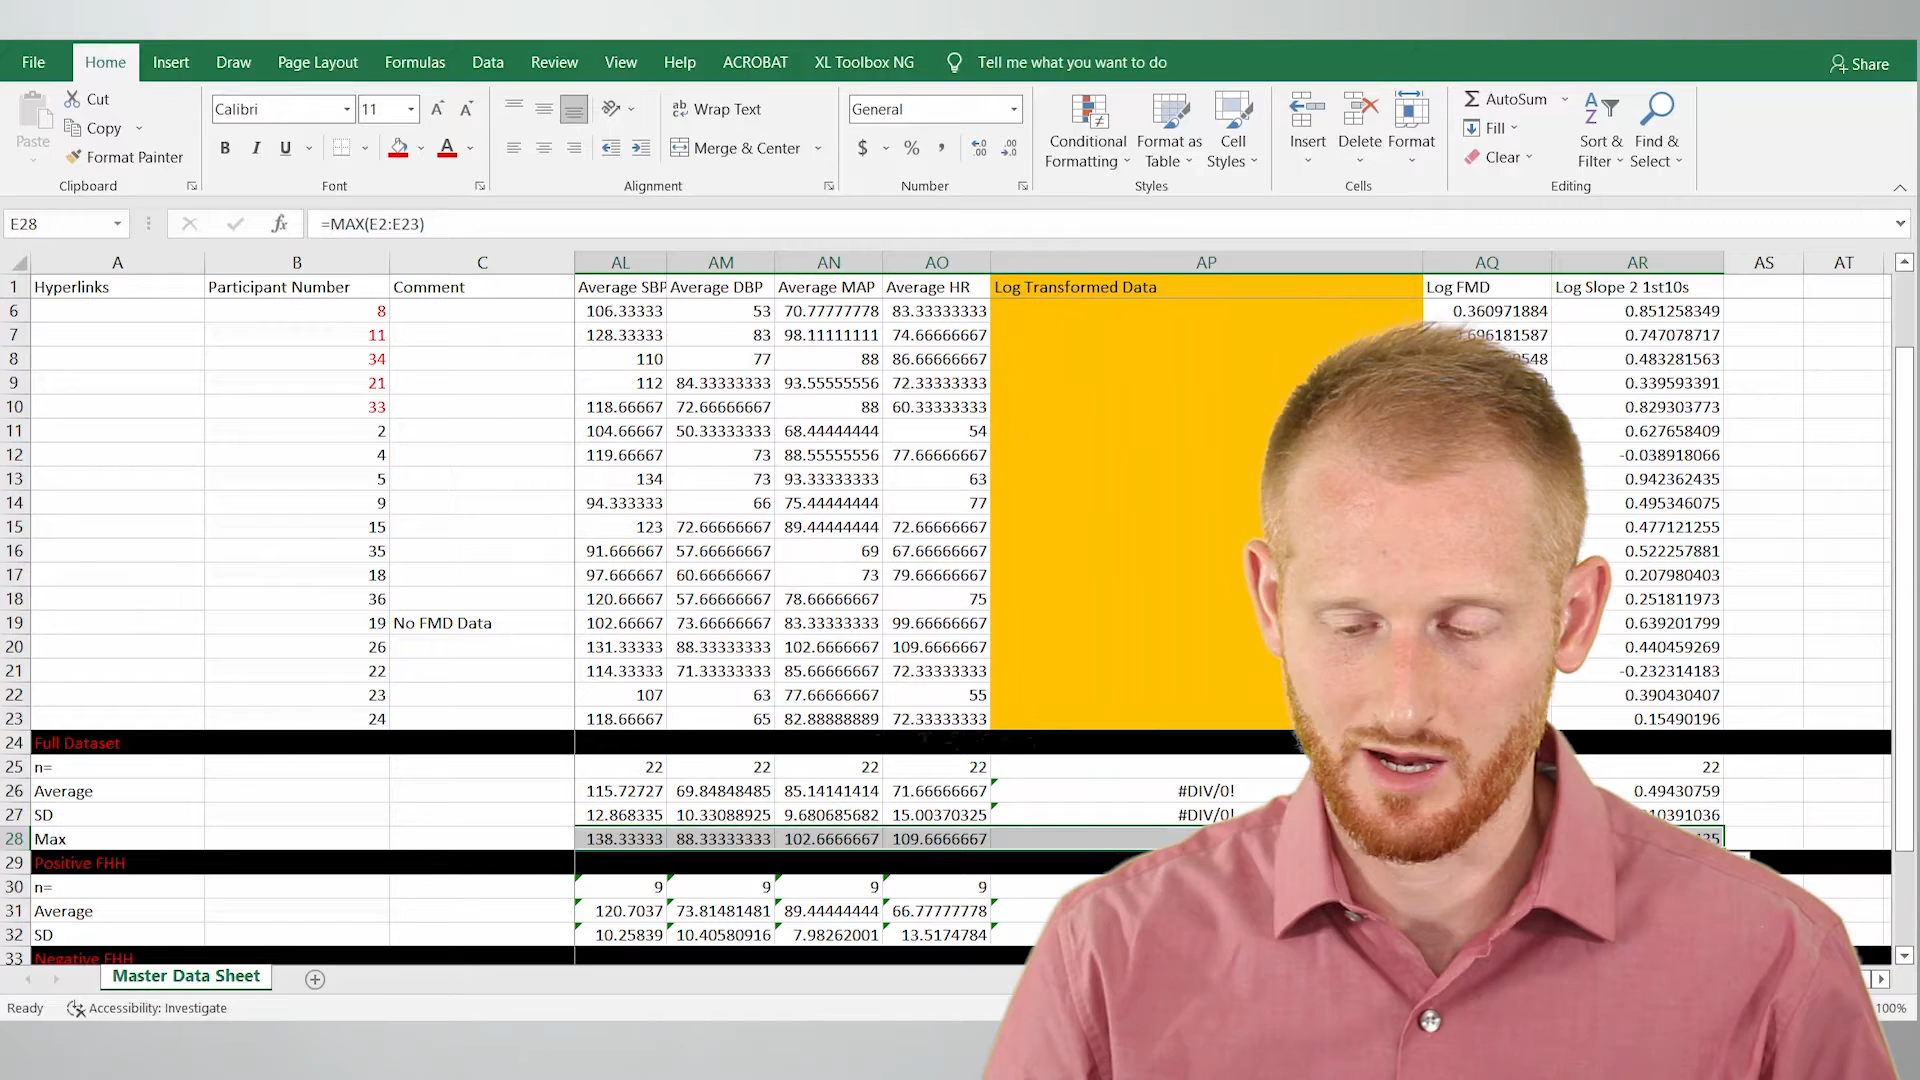 File Home Insert Draw Page Layout Formulas Data Review View Help ACROBAT XL Toolbox NG Tell me what you want to do Share
Paste Cut
Copy
Format Painter
Clipboard
Calibri 11
B I U
Font
Wrap Text
Merge & Center
Alignment
General
$ % ,
Number
Conditional Formatting
Format as Table
Cell Styles
Styles
Insert Delete Format
Cells
AutoSum
Fill
Clear
Sort & Filter
Find & Select
Editing
E28 fx =MAX(E2:E23)
A B C AL AM AN AO AP AQ AR AS AT
1 Hyperlinks Participant Number Comment Average SBP Average DBP Average MAP Average HR Log Transformed Data Log FMD Log Slope 2 1st10s
6 8 106.33333 53 70.77777778 83.33333333 0.360971884 0.851258349
7 11 128.33333 83 98.11111111 74.66666667 0.747078717
8 34 110 77 88 86.66666667 0.483281563
9 21 112 84.33333333 93.55555556 72.33333333 0.339593391
10 33 118.66667 72.66666667 88 60.33333333 0.829303773
11 2 104.66667 50.33333333 68.44444444 54 0.627658409
12 4 119.66667 73 88.55555556 77.66666667 -0.038918066
13 5 134 73 93.33333333 63 0.942362435
14 9 94.333333 66 75.44444444 77 0.495346075
15 15 123 72.66666667 89.44444444 72.66666667 0.477121255
16 35 91.666667 57.66666667 69 67.66666667 0.522257881
17 18 97.666667 60.66666667 73 79.66666667 0.207980403
18 36 120.66667 57.66666667 78.66666667 75 0.251811973
19 19 No FMD Data 102.66667 73.66666667 83.33333333 99.66666667 0.639201799
20 26 131.33333 88.33333333 102.6666667 109.6666667 0.440459269
21 22 114.33333 71.33333333 85.66666667 72.33333333 -0.232314183
22 23 107 63 77.66666667 55 0.390430407
23 24 118.66667 65 82.88888889 72.33333333 0.15490196
24 Full Dataset
25 n= 22 22 22 22 22
26 Average 115.72727 69.84848485 85.14141414 71.66666667 #DIV/0! 0.49430759
27 SD 12.868335 10.33088925 9.680685682 15.00370325 #DIV/0!
28 Max 138.33333 88.33333333 102.6666667 109.6666667
29 Positive FHH
30 n= 9 9 9 9
31 Average 120.7037 73.81481481 89.44444444 66.77777778
32 SD 10.25839 10.40580916 7.98262001 13.5174784
33 Negative FHH
Master Data Sheet
Ready Accessibility: Investigate 100%